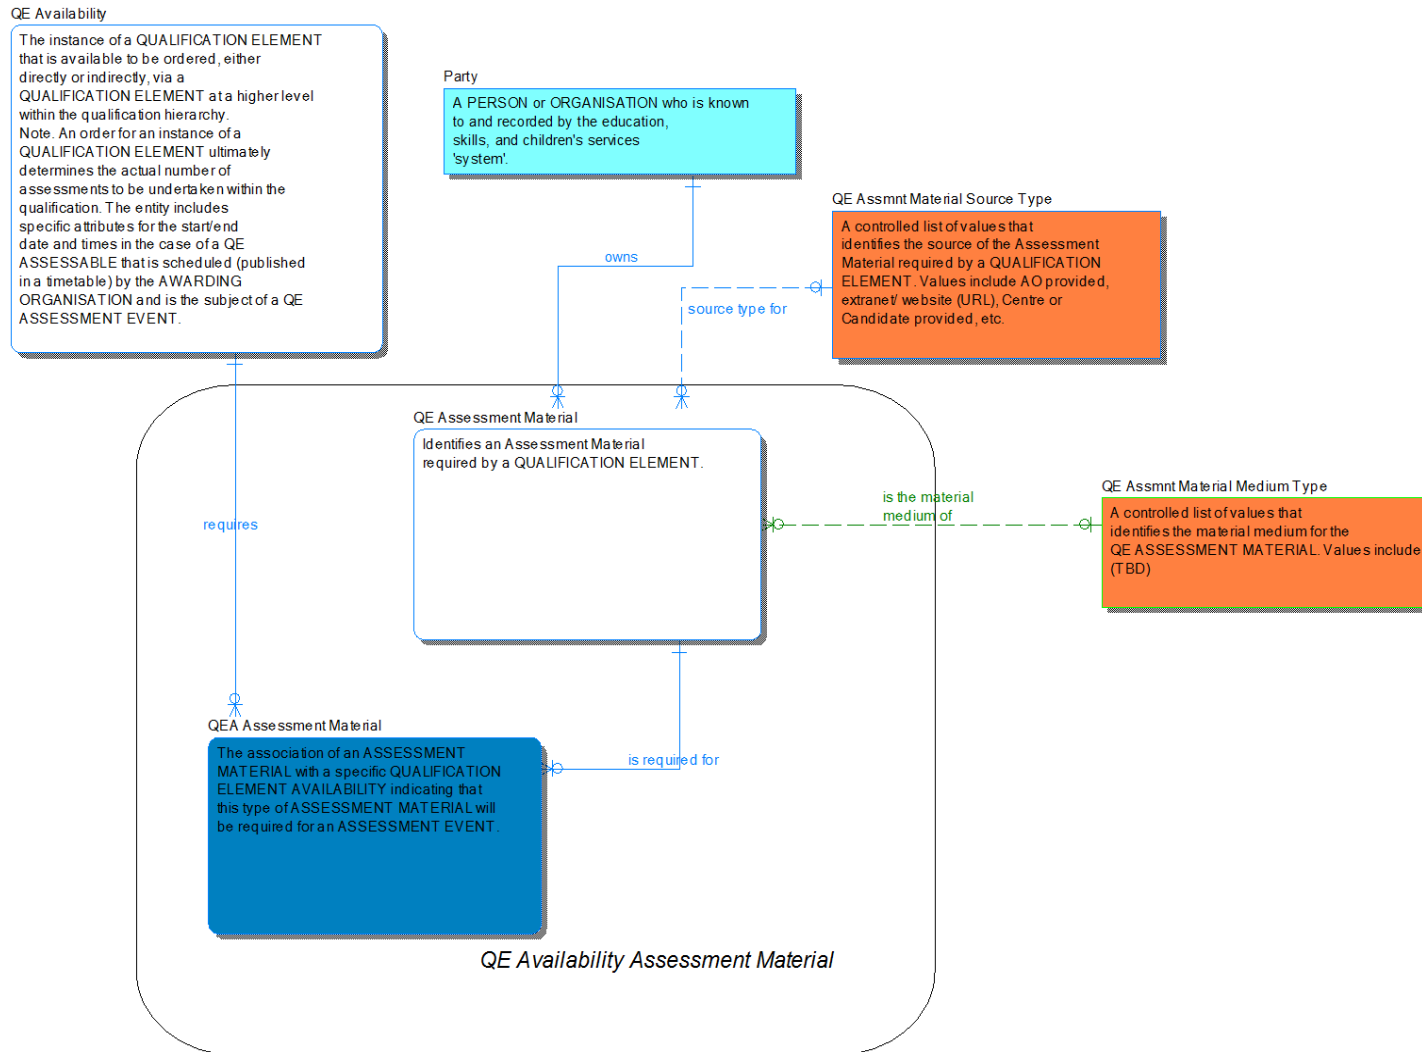 QE Availability
The instance of a QUALIFICATION ELEMENT
that is available to be ordered, either
directly or indirectly, via a
QUALIFICATION ELEMENT at a higher level
within the qualification hierarchy.
Note. An order for an instance of a
QUALIFICATION ELEMENT ultimately
determines the actual number of
assessments to be undertaken within the
qualification. The entity includes
specific attributes for the start/end
date and times in the case of a QE
ASSESSABLE that is scheduled (published
in a timetable) by the AWARDING
ORGANISATION and is the subject of a QE
ASSESSMENT EVENT.
Party
A PERSON or ORGANISATION who is known
to and recorded by the education,
skills, and children's services
'system'.
QE Assmnt Material Source Type
A controlled list of values that
identifies the source of the Assessment
Material required by a QUALIFICATION
ELEMENT. Values include AO provided,
extranet/ website (URL), Centre or
Candidate provided, etc.
owns
source type for
QE Assessment Material
Identifies an Assessment Material
required by a QUALIFICATION ELEMENT.
is the material
medium of
QE Assmnt Material Medium Type
A controlled list of values that
identifies the material medium for the
QE ASSESSMENT MATERIAL. Values include
(TBD)
requires
QEA Assessment Material
The association of an ASSESSMENT
MATERIAL with a specific QUALIFICATION
ELEMENT AVAILABILITY indicating that
this type of ASSESSMENT MATERIAL will
be required for an ASSESSMENT EVENT.
is required for
QE Availability Assessment Material